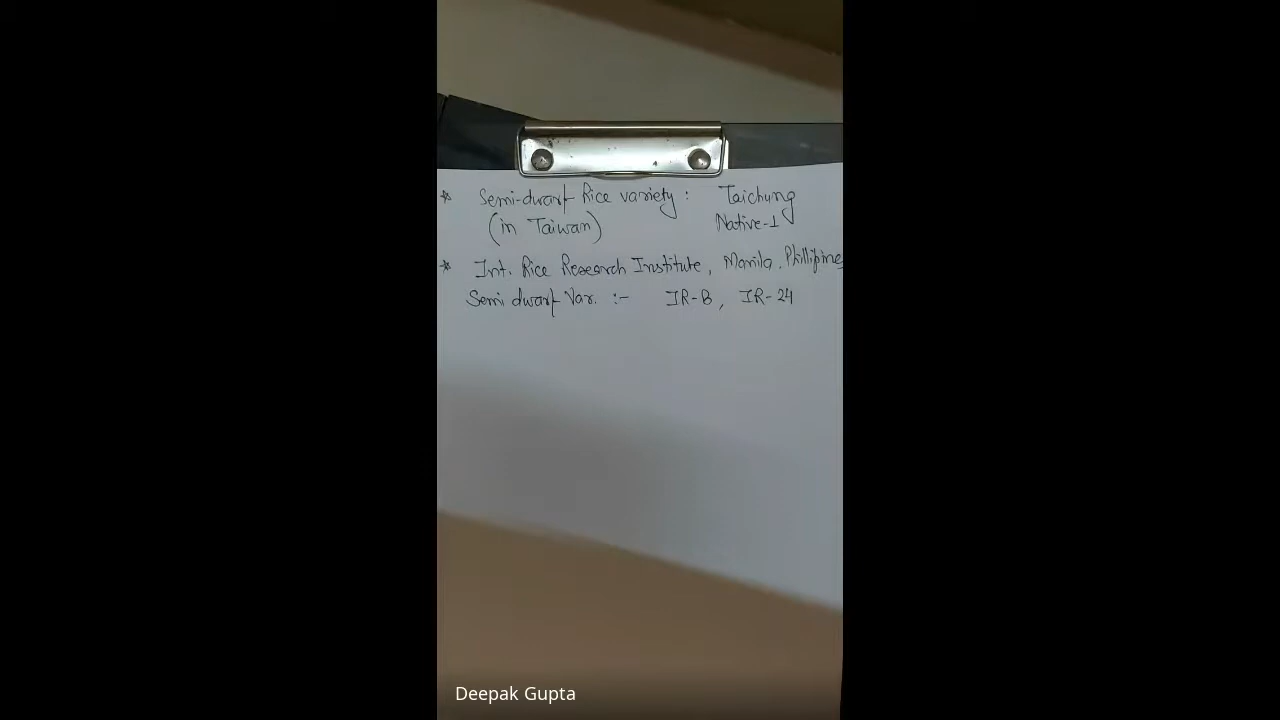 * Semi-dwarf Rice variety : Taichung
(in Taiwan) Native-1
* Int. Rice Research Institute, Manila, Phillipines
Semi dwarf Var. :- IR-8, IR-24
Deepak Gupta